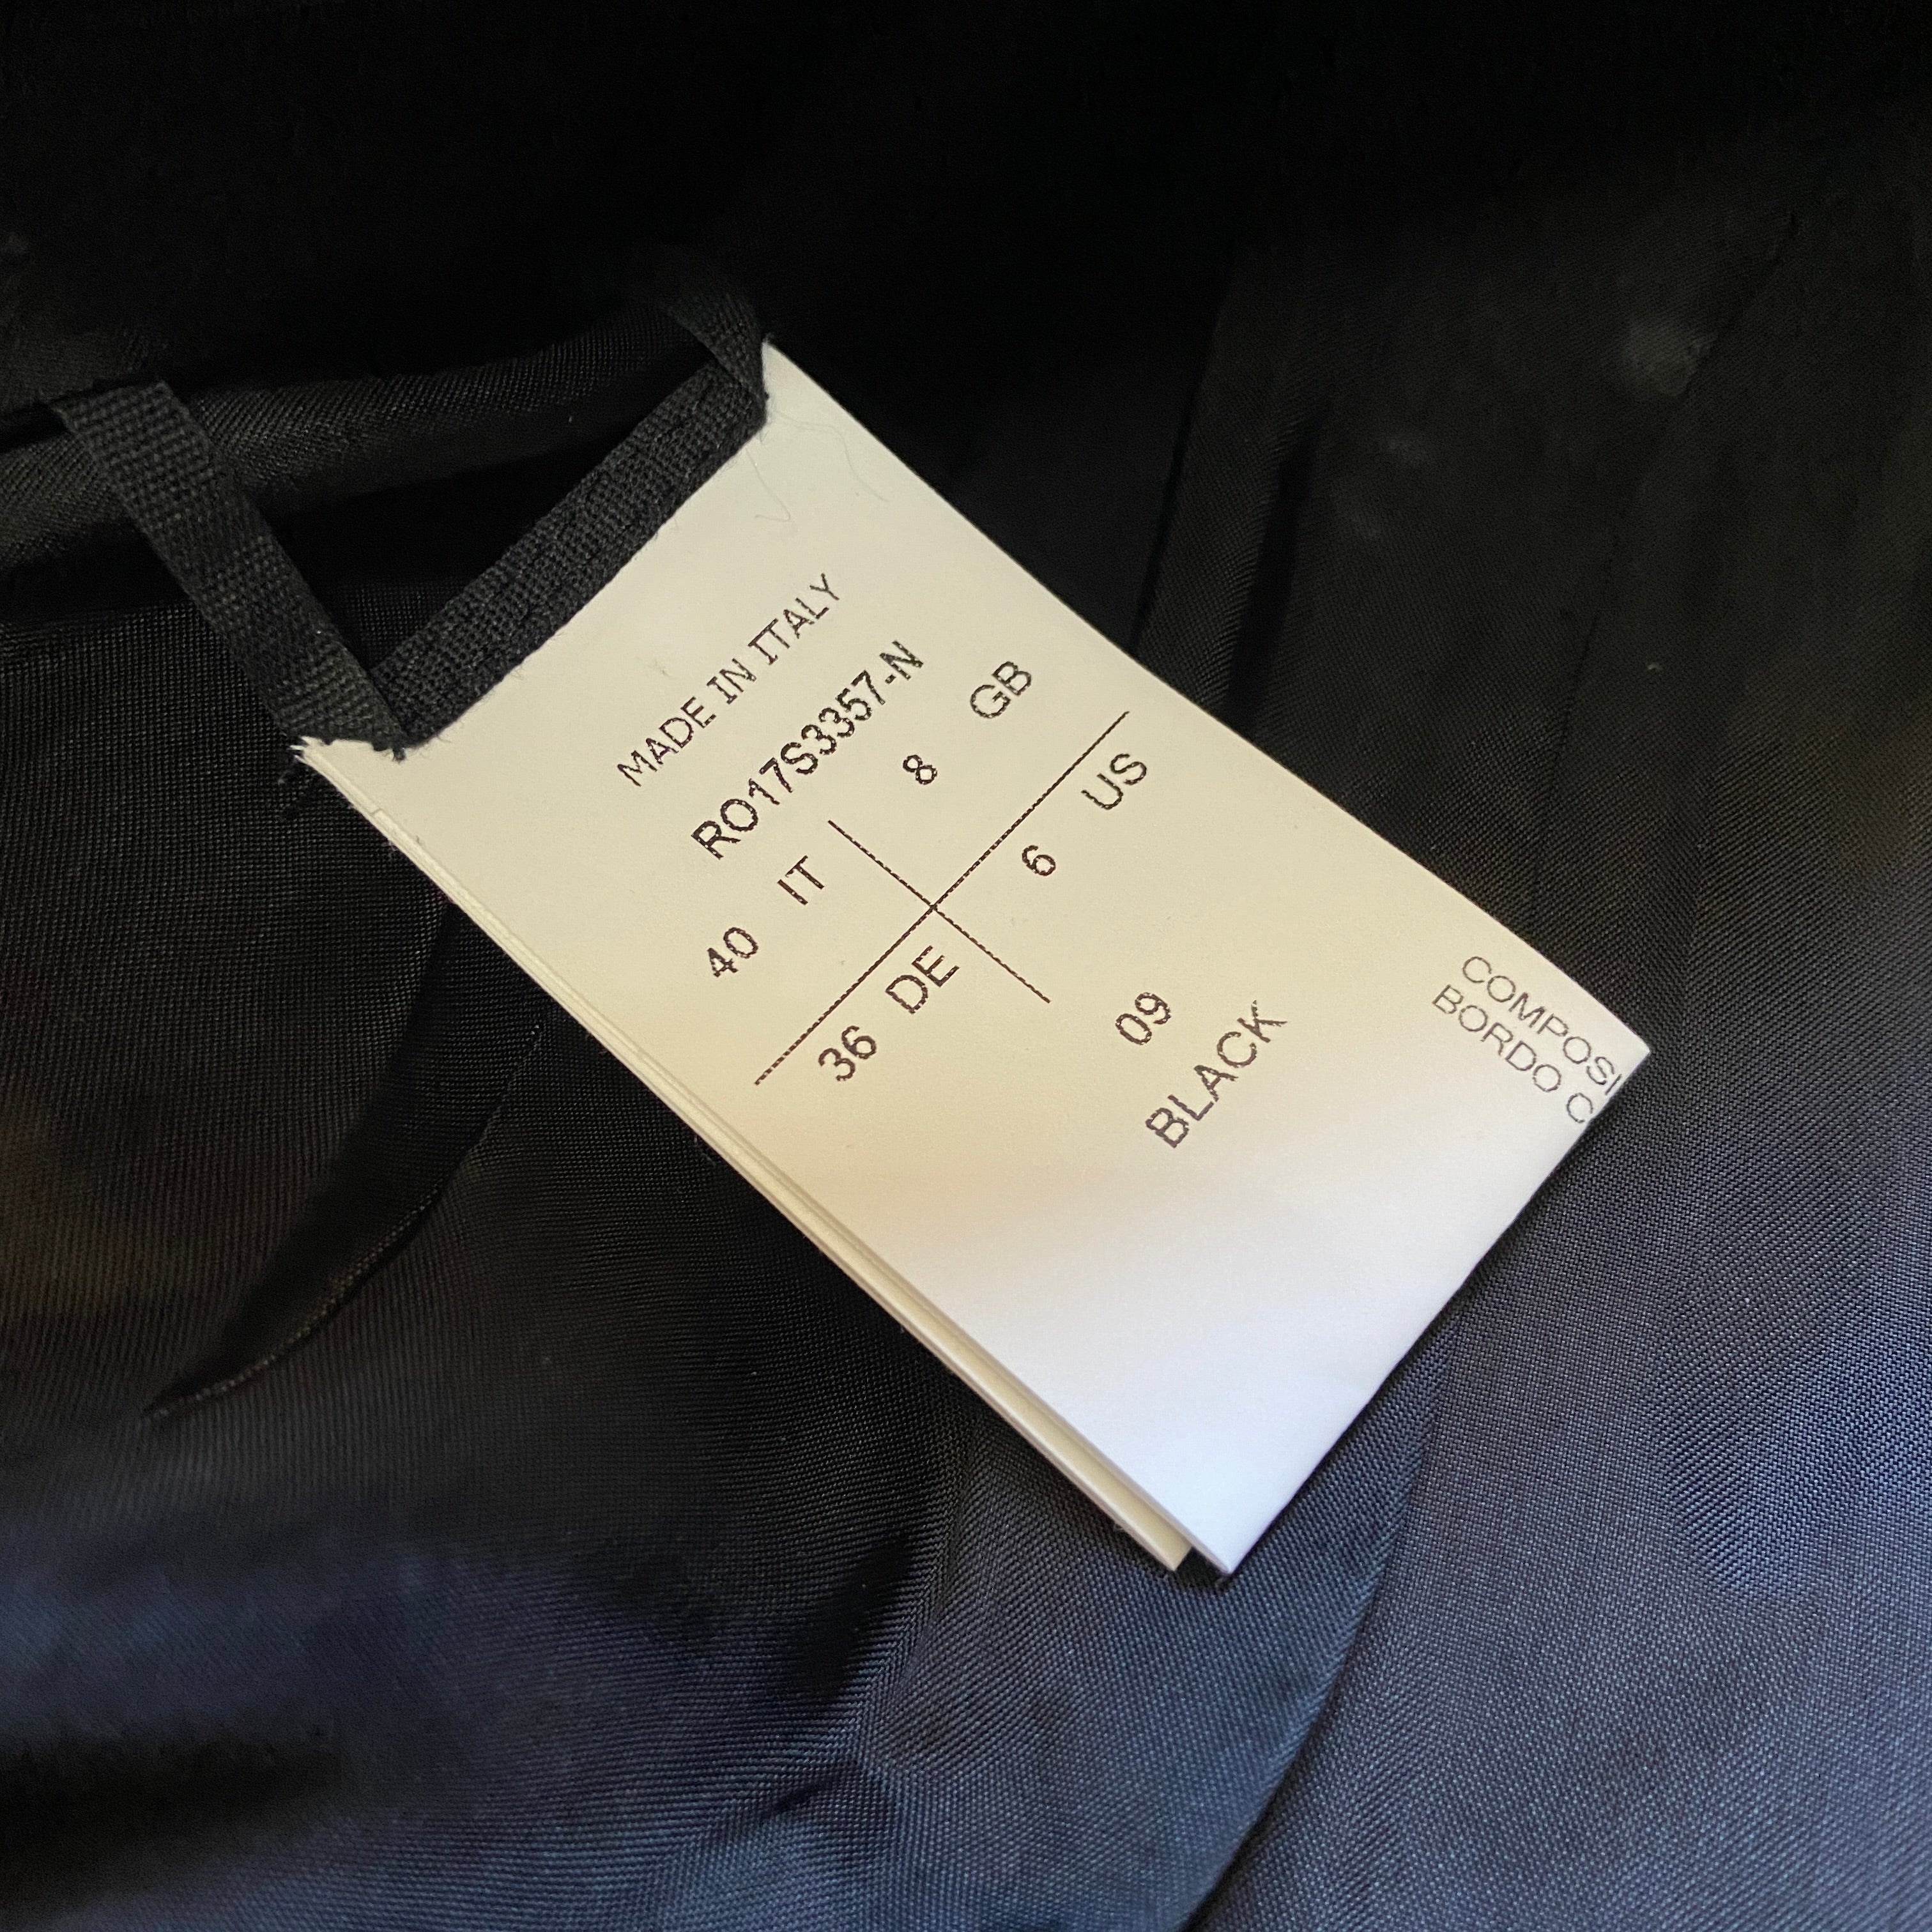 MADE IN ITALY
RO17S3357-N
40 IT 8 GB
36 DE 6 US
09
BLACK
COMPOSI
BORDO C